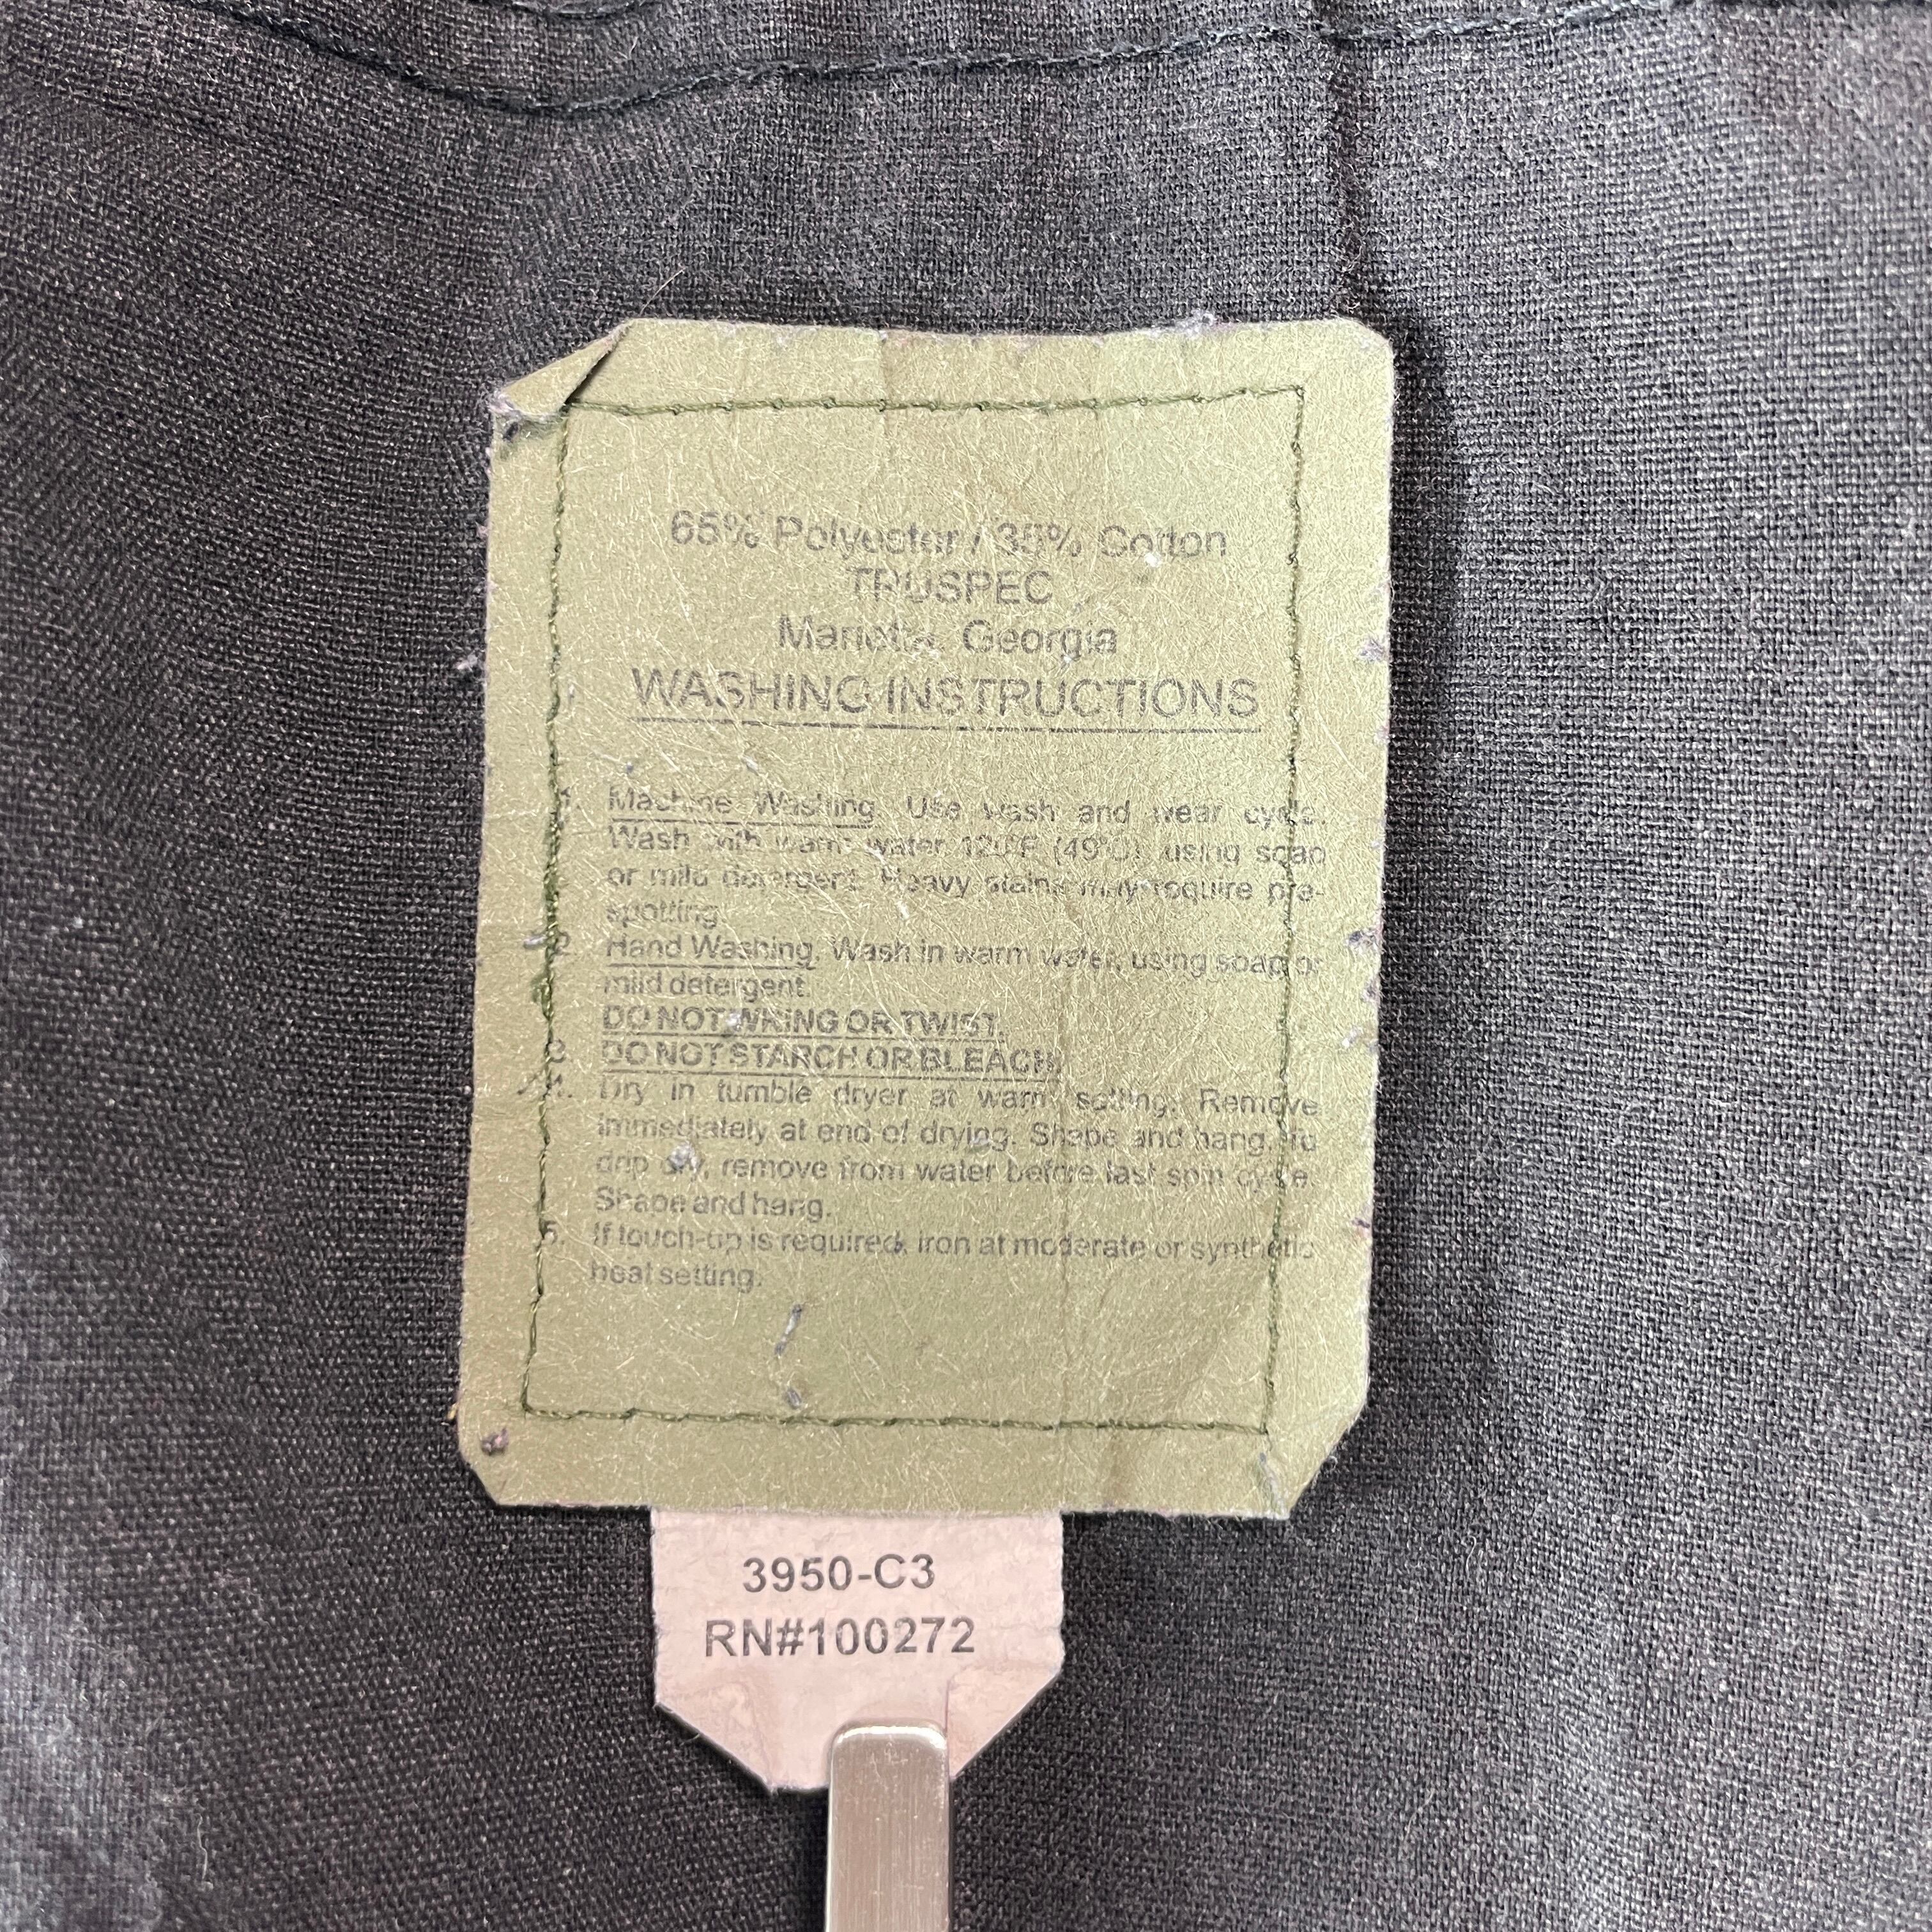 65% Polyester / 35% Cotton
TRUSPEC
Marietta, Georgia
WASHING INSTRUCTIONS
1. Machine Washing. Use wash and wear cycle.
Wash with warm water 120°F (49°C), using soap
or mild detergent. Heavy stains may require pre-
spotting.
2. Hand Washing. Wash in warm water, using soap or
mild detergent.
DO NOT WRING OR TWIST.
3. DO NOT STARCH OR BLEACH.
4. Dry in tumble dryer at warm setting. Remove
immediately at end of drying. Shape and hang. To
drip dry, remove from water before last spin cycle.
Shape and hang.
5. If touch-up is required, iron at moderate or synthetic
heat setting.
3950-C3
RN#100272